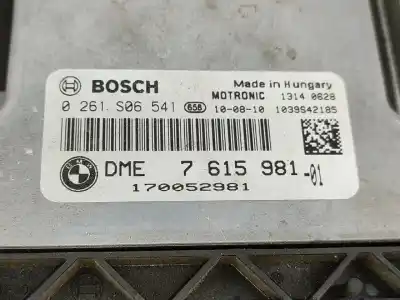 BOSCH
Made in Hungary
MOTRONIC 1314 0828
0 261 S06 541 658 10-08-10 1039S42185
DME 7 615 981-01
170052981